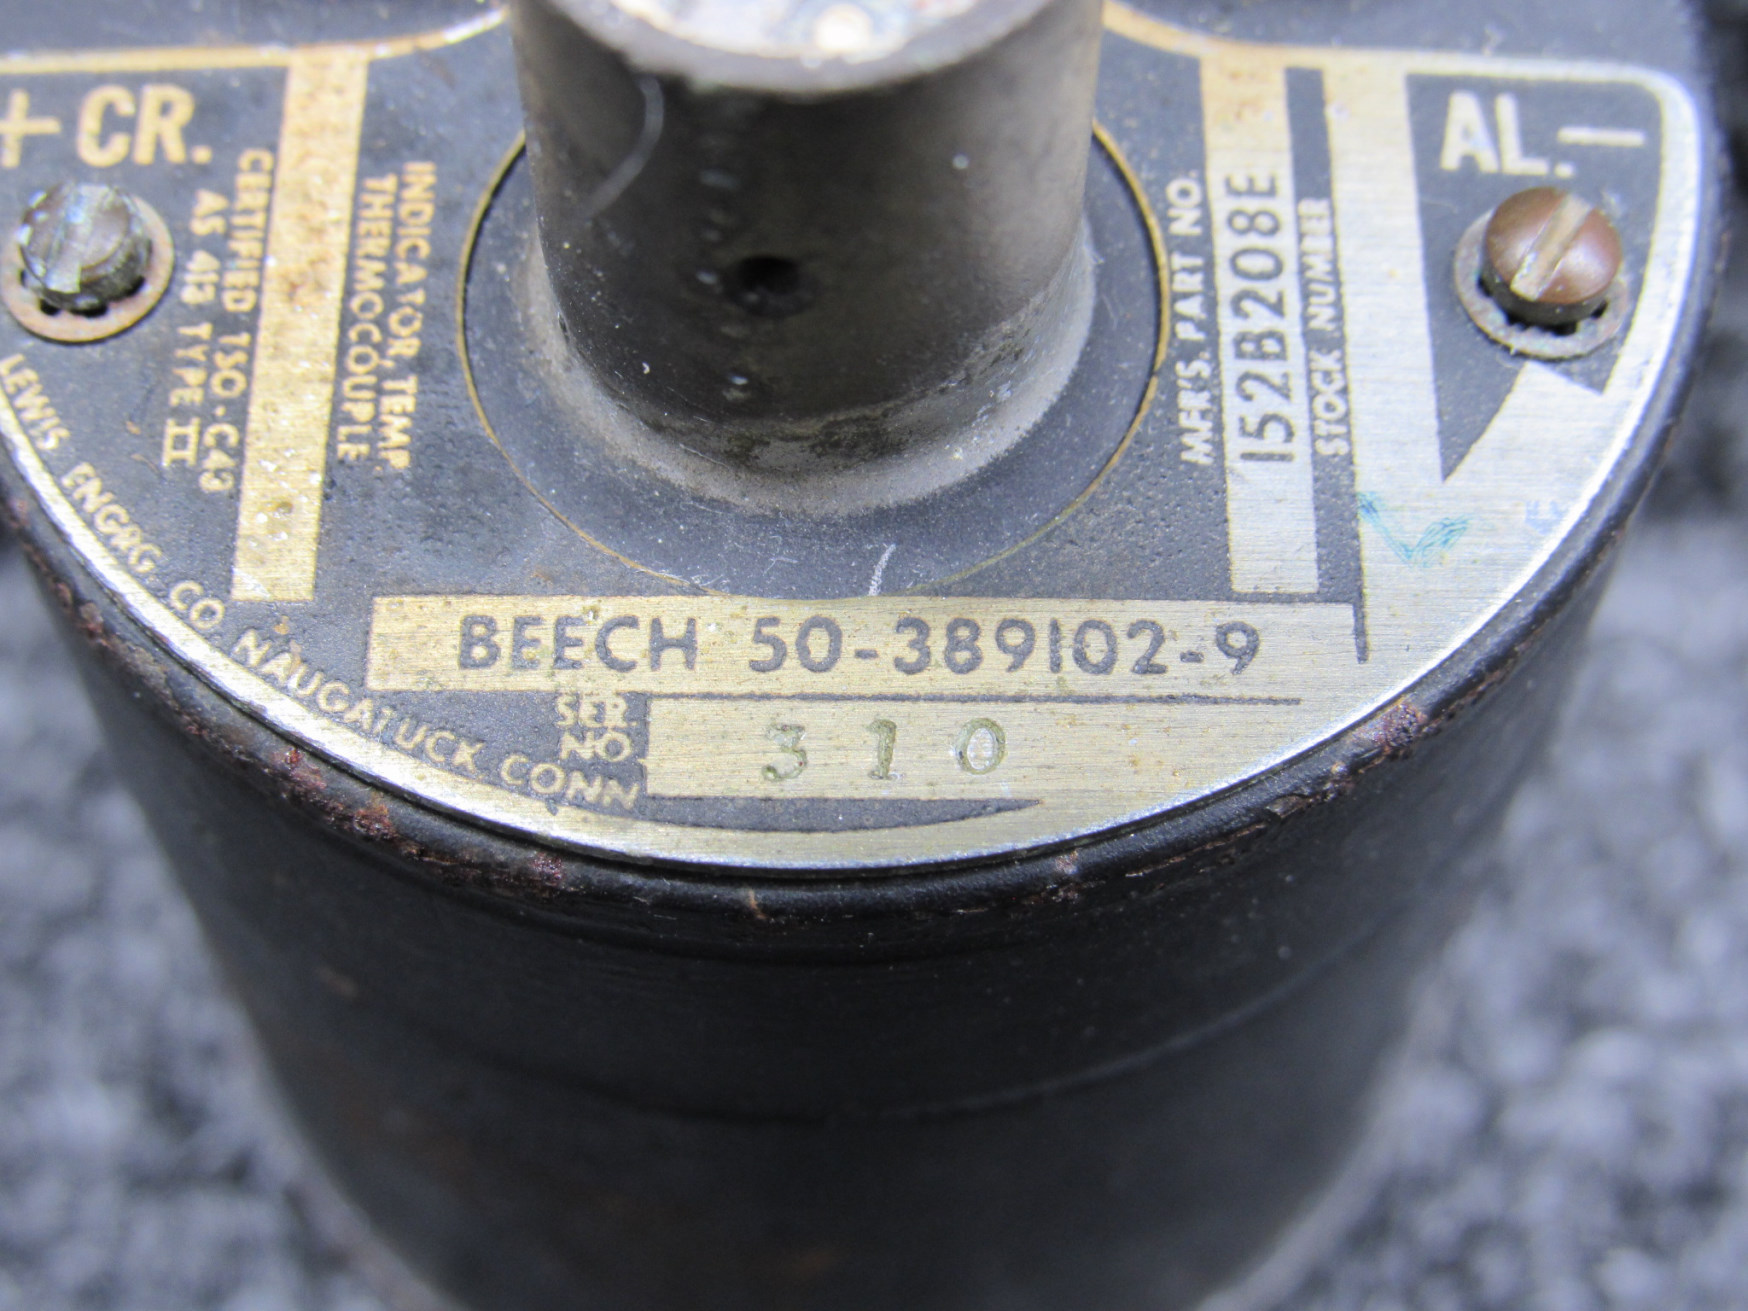 + CR.
CERTIFIED TSO-C43
AS 413 TYPE II
INDICATOR, TEMP.
THERMOCOUPLE
MFR'S. PART NO.
152B208E
STOCK NUMBER
AL. –
BEECH 50-389102-9
SER.
NO.
310
LEWIS ENGRG. CO. NAUGATUCK CONN